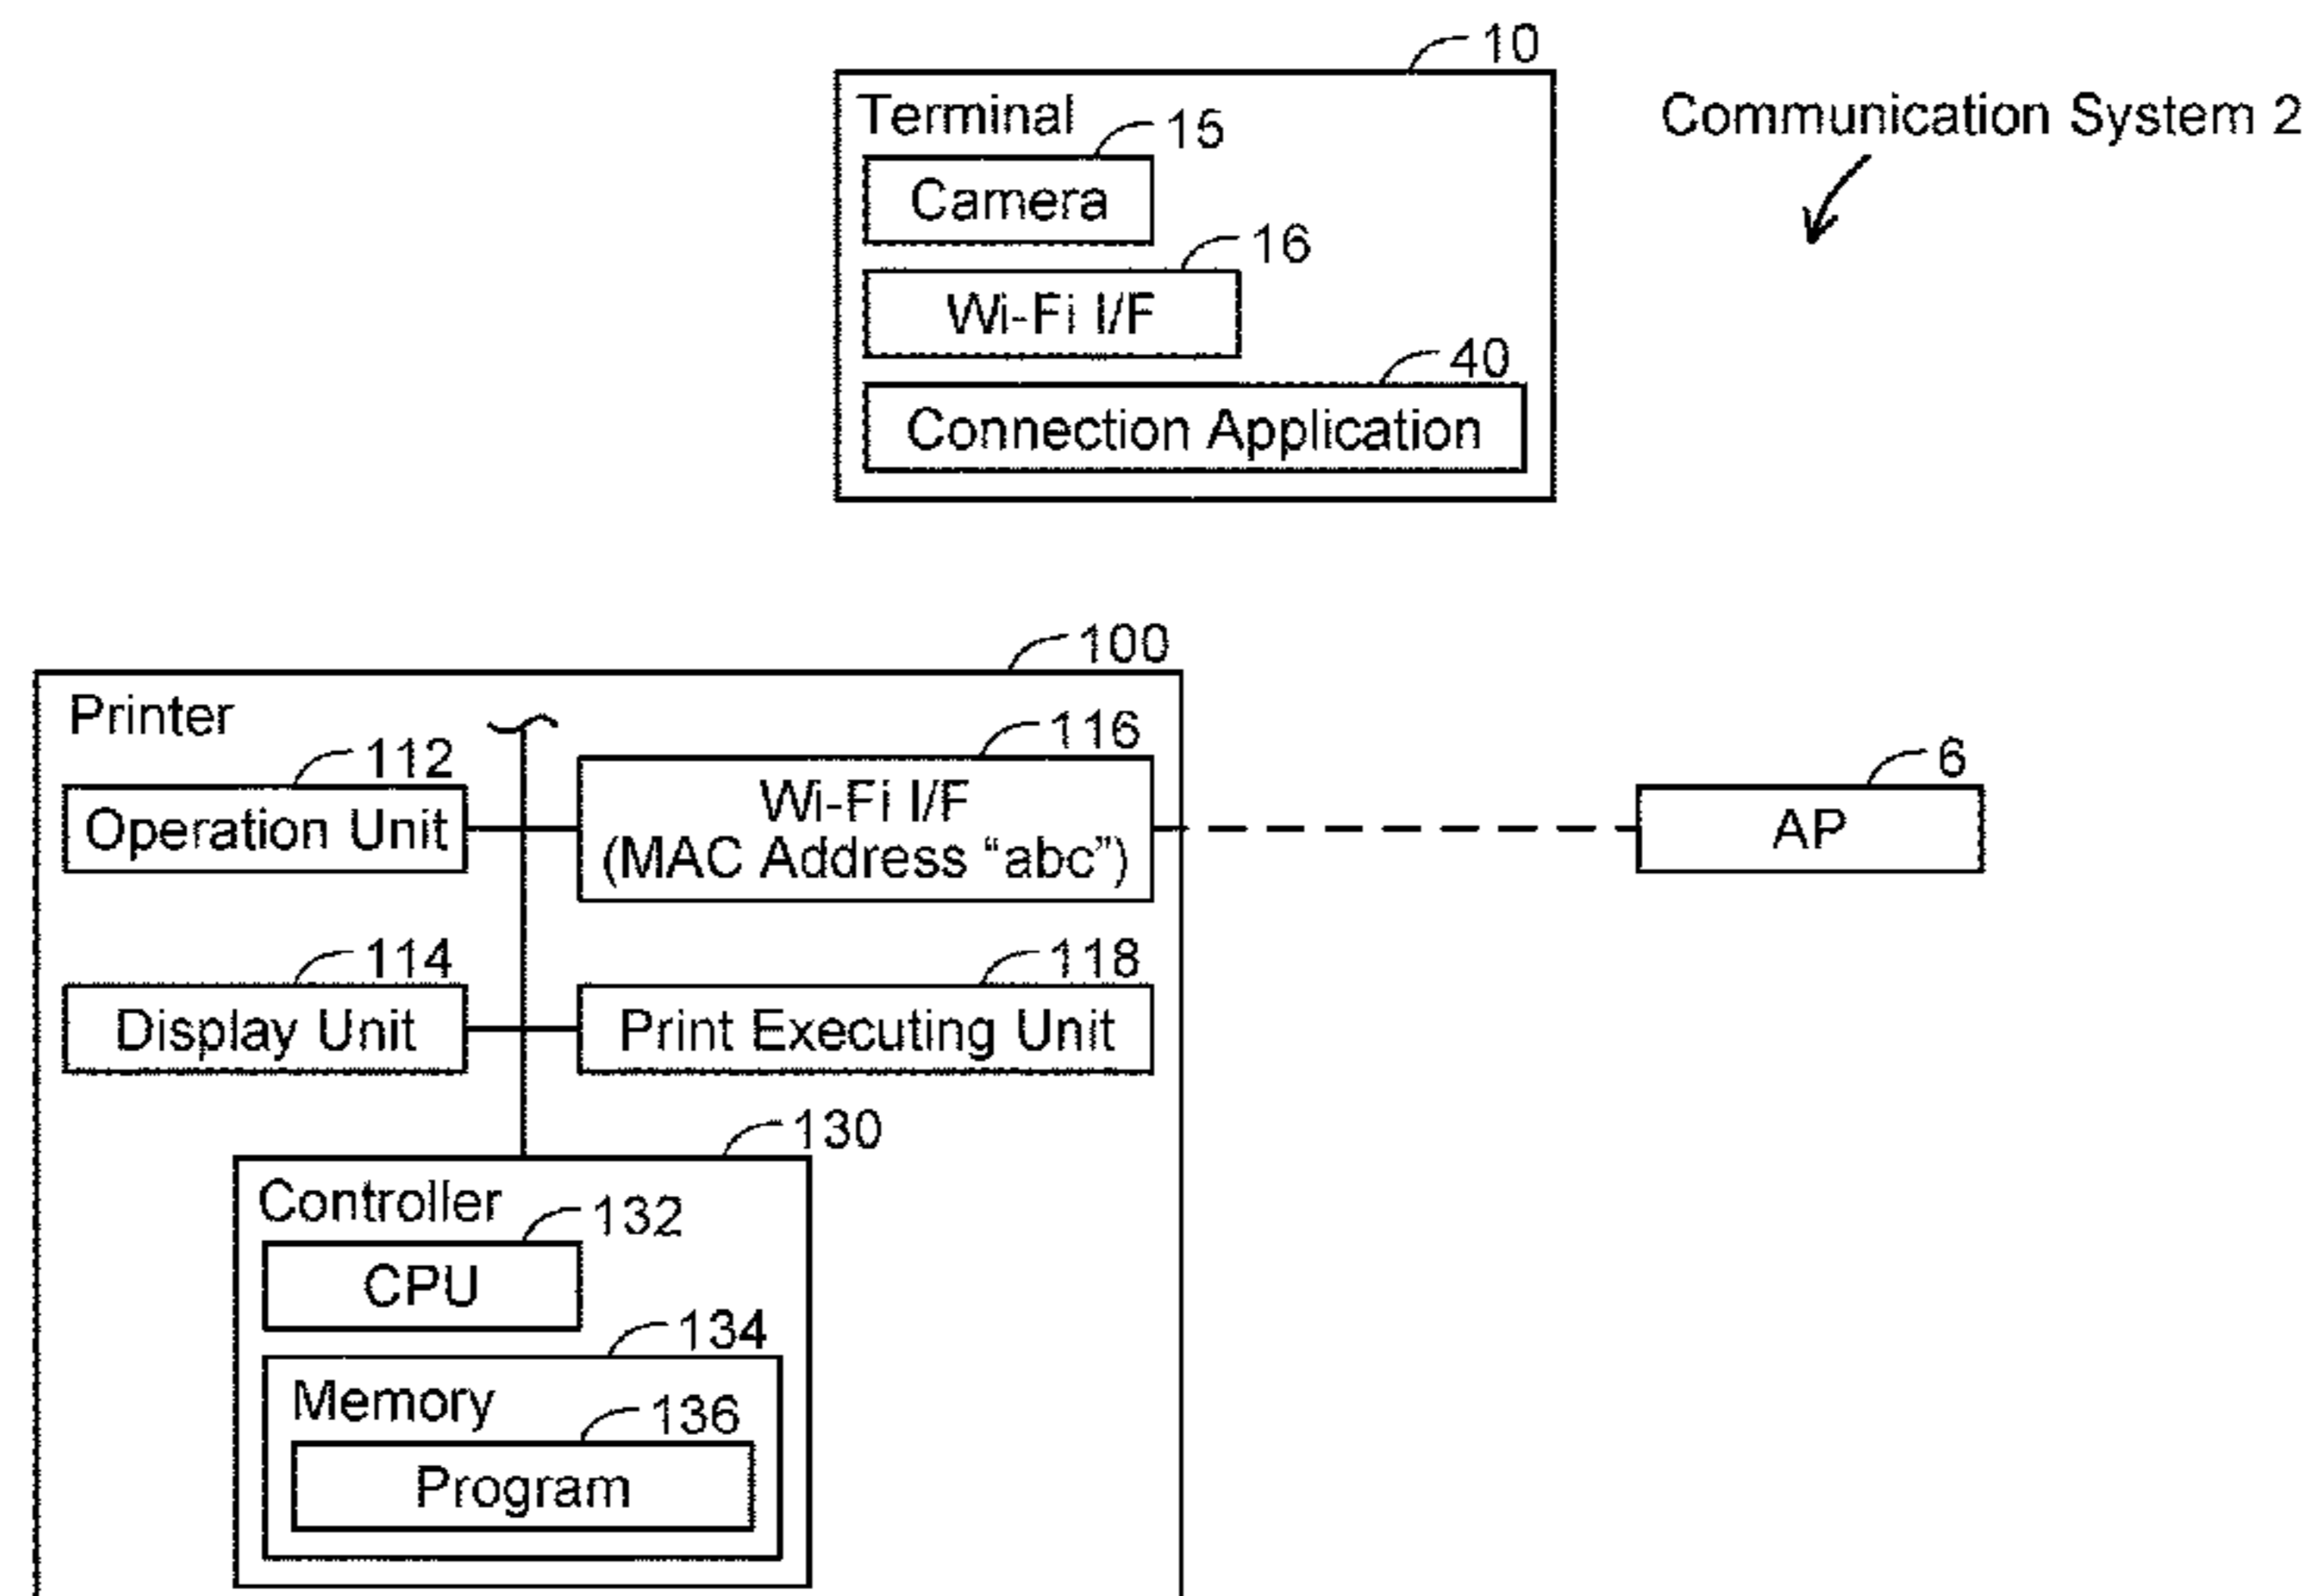 10
Terminal
Communication System 2
15
Camera
16
Wi-Fi I/F
40
Connection Application
100
Printer
116
112
Wi-Fi I/F
(MAC Address “abc”)
Operation Unit
6
AP
114
118
Display Unit
Print Executing Unit
130
Controller
132
CPU
134
Memory
136
Program